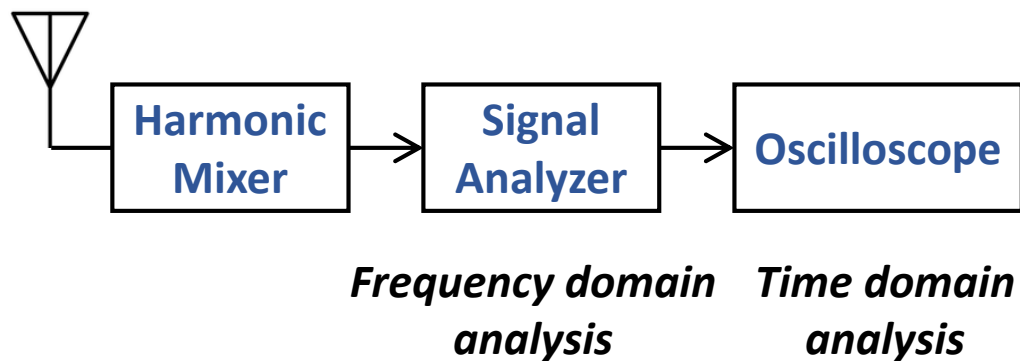 Harmonic
Mixer
Signal
Analyzer
Oscilloscope
Frequency domain
analysis
Time domain
analysis